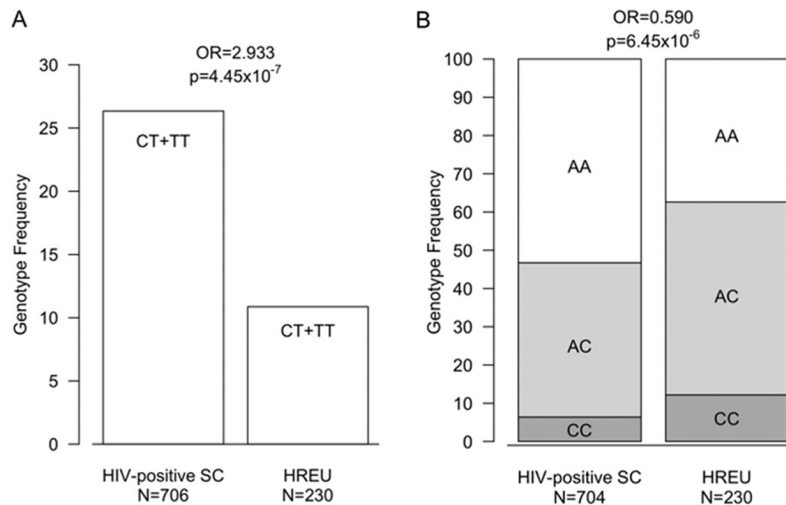 A
OR=2.933
p=4.45x10⁻⁷
Genotype Frequency
30
25
20
15
10
5
0
CT+TT
CT+TT
HIV-positive SC
N=706
HREU
N=230
B
OR=0.590
p=6.45x10⁻⁶
Genotype Frequency
100
90
80
70
60
50
40
30
20
10
0
AA
AC
CC
AA
AC
CC
HIV-positive SC
N=704
HREU
N=230